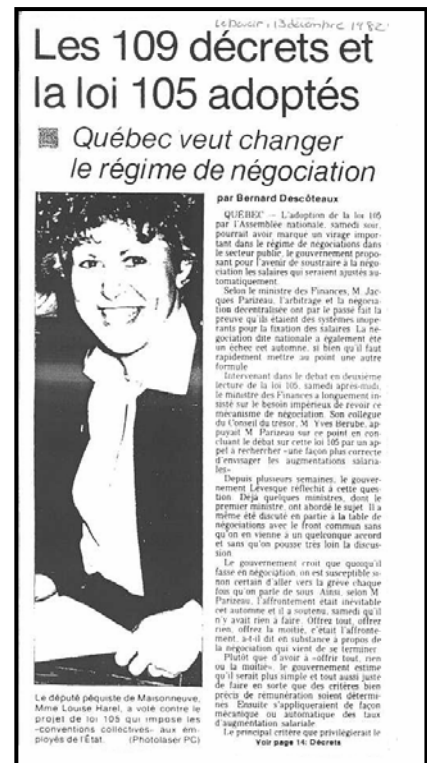 Le Devoir, 13 décembre 1982
Les 109 décrets et
la loi 105 adoptés
Québec veut changer
le régime de négociation
par Bernard Descôteaux
QUÉBEC — L'adoption de la loi 105
par l'Assemblée nationale, samedi soir,
pourrait avoir marqué un virage impor-
tant dans le régime de négociations dans
le secteur public, le gouvernement propo-
sant pour l'avenir de soustraire à la négo-
ciation les salaires qui seraient ajustés au-
tomatiquement.
Selon le ministre des Finances, M. Jac-
ques Parizeau, l'arbitrage et la négocia-
tion décentralisée ont par le passé fait la
preuve qu'ils étaient des systèmes inopé-
rants pour la fixation des salaires. La né-
gociation dite nationale a également été
un échec cet automne, si bien qu'il faut
rapidement mettre au point une autre
formule.
Intervenant dans le débat en deuxième
lecture de la loi 105, samedi après-midi,
le ministre des Finances a longuement in-
sisté sur le besoin impérieux de revoir ce
mécanisme de négociation. Son collègue
du Conseil du trésor, M. Yves Bérubé, ap-
puyait M. Parizeau sur ce point en con-
cluant le débat sur cette loi 105 par un ap-
pel à rechercher «une façon plus correcte
d'envisager les augmentations salaria-
les».
Depuis plusieurs semaines, le gouver-
nement Lévesque réfléchit à cette ques-
tion. Déjà quelques ministres, dont le
premier ministre, ont abordé le sujet. Il a
même été discuté en partie à la table de
négociations avec le front commun sans
qu'on en vienne à un quelconque accord
et sans qu'on pousse très loin la discus-
sion.
Le gouvernement croit que quoiqu'il
fasse en négociation, on est susceptible si-
non certain d'aller vers la grève chaque
fois qu'on parle de sous. Ainsi, selon M.
Parizeau, l'affrontement était inévitable
cet automne et il a soutenu, samedi qu'il
n'y avait rien à faire. Offrez tout, offrez
rien, offrez la moitié, c'était l'affronte-
ment, a-t-il dit en substance à propos de
la négociation qui vient de se terminer.
Plutôt que d'avoir à «offrir tout, rien
ou la moitié», le gouvernement estime
qu'il serait plus simple et tout aussi juste
de faire en sorte que des critères bien
précis de rémunération soient détermi-
nés. Ensuite s'appliqueraient de façon
mécanique ou automatique des taux
d'augmentation salariale.
Le principal critère que privilégierait le
Voir page 14: Décrets
Le député péquiste de Maisonneuve,
Mme Louise Harel, a voté contre le
projet de loi 105 qui impose les
«conventions collectives» aux em-
ployés de l'État. (Photolaser PC)